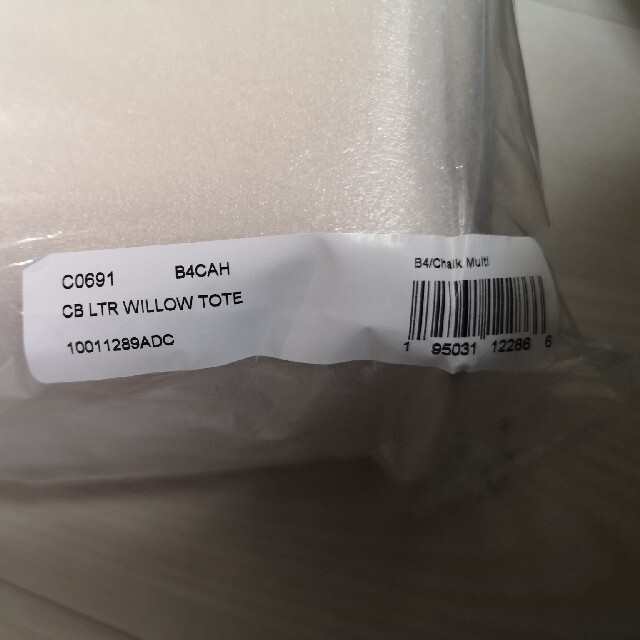 C0691 B4CAH
CB LTR WILLOW TOTE
10011289ADC
B4/Chalk Multi
1 95031 12286 6